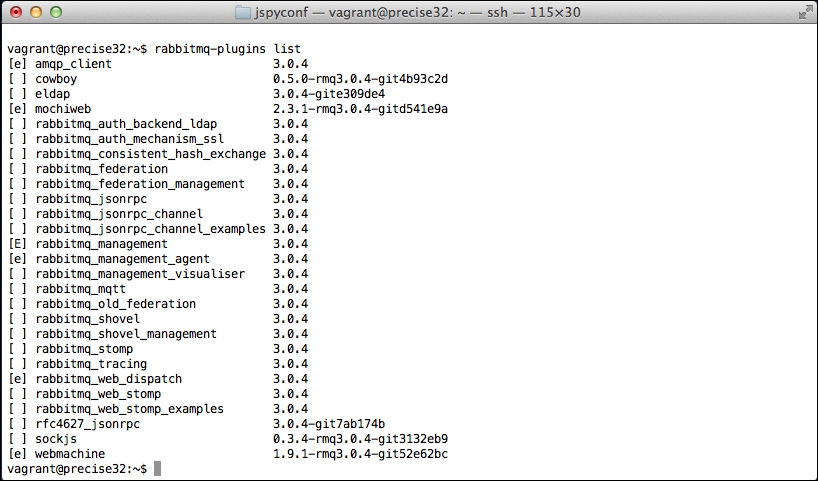 jspyconf — vagrant@precise32: ~ — ssh — 115×30
vagrant@precise32:~$ rabbitmq-plugins list
[e] amqp_client 3.0.4
[ ] cowboy 0.5.0-rmq3.0.4-git4b93c2d
[ ] eldap 3.0.4-gite309de4
[e] mochiweb 2.3.1-rmq3.0.4-gitd541e9a
[ ] rabbitmq_auth_backend_ldap 3.0.4
[ ] rabbitmq_auth_mechanism_ssl 3.0.4
[ ] rabbitmq_consistent_hash_exchange 3.0.4
[ ] rabbitmq_federation 3.0.4
[ ] rabbitmq_federation_management 3.0.4
[ ] rabbitmq_jsonrpc 3.0.4
[ ] rabbitmq_jsonrpc_channel 3.0.4
[ ] rabbitmq_jsonrpc_channel_examples 3.0.4
[E] rabbitmq_management 3.0.4
[e] rabbitmq_management_agent 3.0.4
[ ] rabbitmq_management_visualiser 3.0.4
[ ] rabbitmq_mqtt 3.0.4
[ ] rabbitmq_old_federation 3.0.4
[ ] rabbitmq_shovel 3.0.4
[ ] rabbitmq_shovel_management 3.0.4
[ ] rabbitmq_stomp 3.0.4
[ ] rabbitmq_tracing 3.0.4
[e] rabbitmq_web_dispatch 3.0.4
[ ] rabbitmq_web_stomp 3.0.4
[ ] rabbitmq_web_stomp_examples 3.0.4
[ ] rfc4627_jsonrpc 3.0.4-git7ab174b
[ ] sockjs 0.3.4-rmq3.0.4-git3132eb9
[e] webmachine 1.9.1-rmq3.0.4-git52e62bc
vagrant@precise32:~$